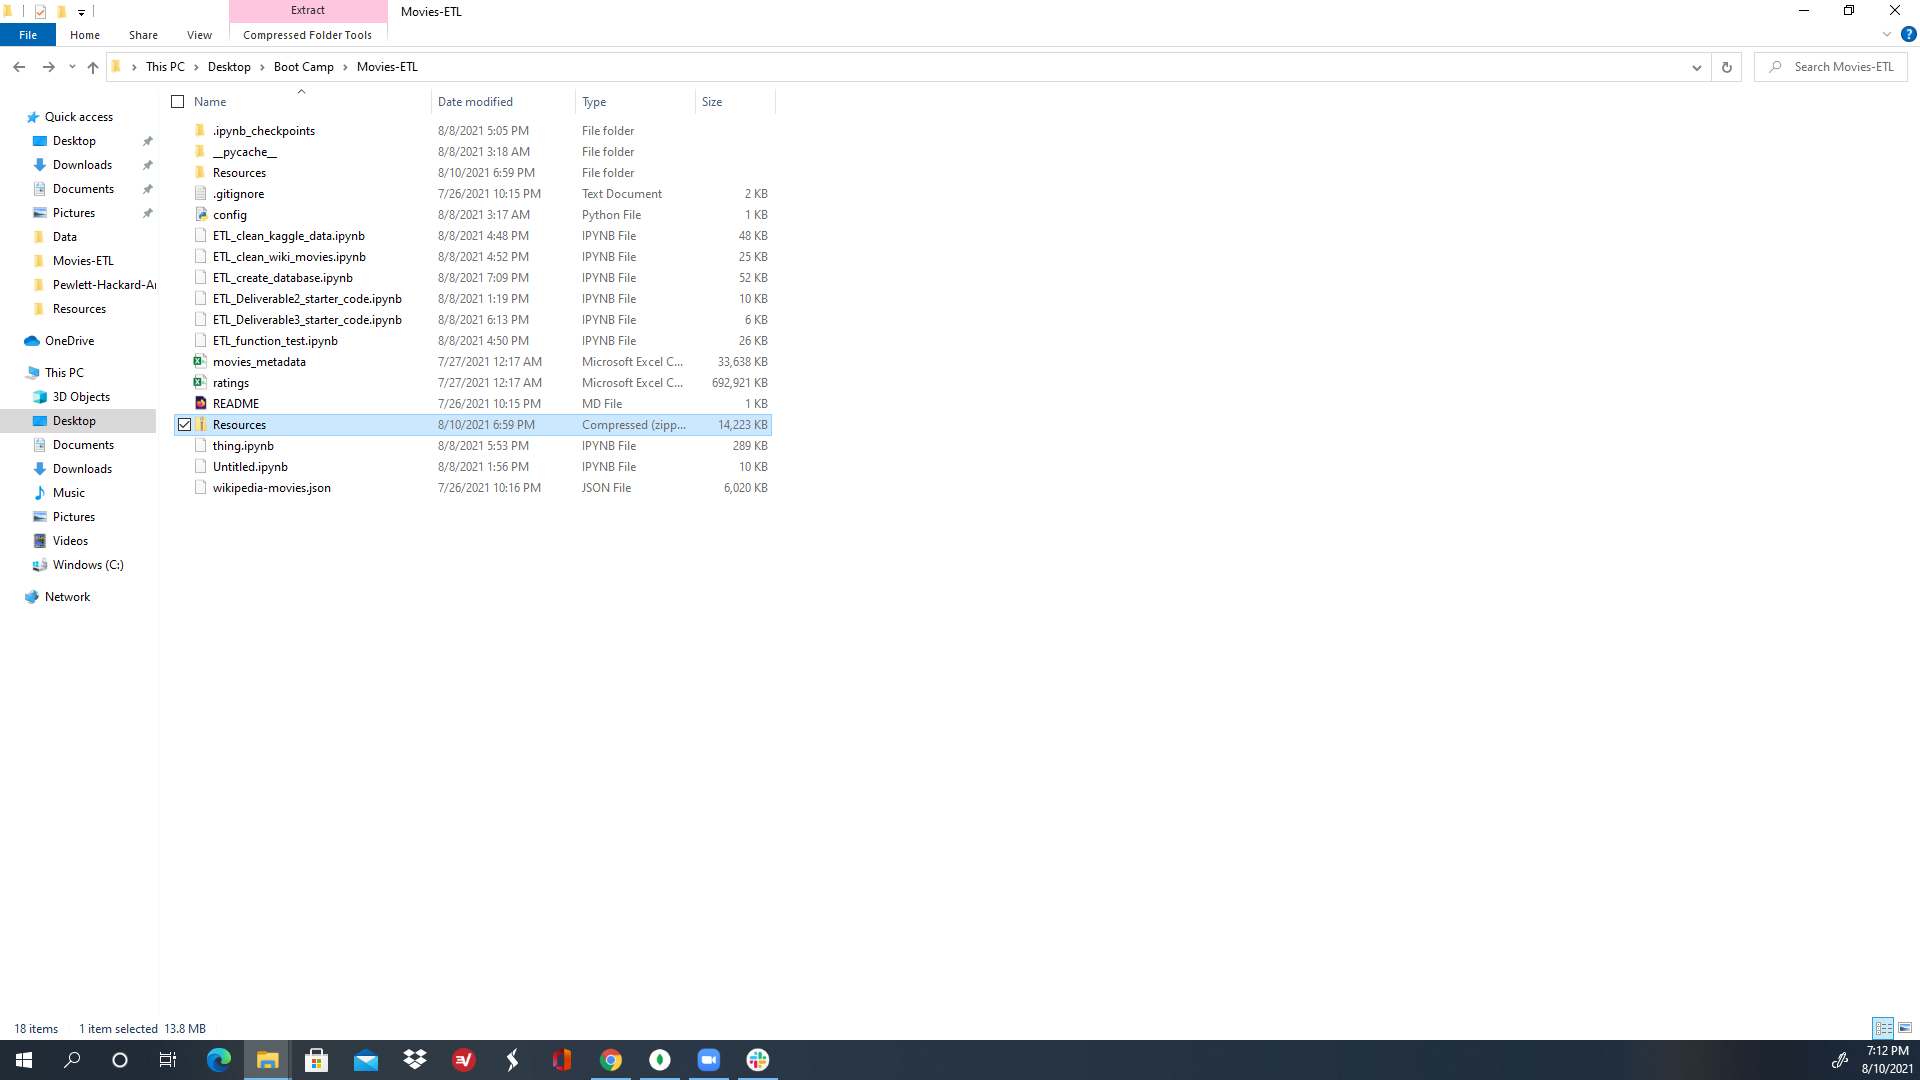 Extract
Movies-ETL
File
Home
Share
View
Compressed Folder Tools
This PC
Desktop
Boot Camp
Movies-ETL
Search Movies-ETL
Name
Date modified
Type
Size
Quick access
Desktop
Downloads
Documents
Pictures
Data
Movies-ETL
Pewlett-Hackard-A
Resources
OneDrive
This PC
3D Objects
Desktop
Documents
Downloads
Music
Pictures
Videos
Windows (C:)
Network
.ipynb_checkpoints 8/8/2021 5:05 PM File folder
__pycache__ 8/8/2021 3:18 AM File folder
Resources 8/10/2021 6:59 PM File folder
.gitignore 7/26/2021 10:15 PM Text Document 2 KB
config 8/8/2021 3:17 AM Python File 1 KB
ETL_clean_kaggle_data.ipynb 8/8/2021 4:48 PM IPYNB File 48 KB
ETL_clean_wiki_movies.ipynb 8/8/2021 4:52 PM IPYNB File 25 KB
ETL_create_database.ipynb 8/8/2021 7:09 PM IPYNB File 52 KB
ETL_Deliverable2_starter_code.ipynb 8/8/2021 1:19 PM IPYNB File 10 KB
ETL_Deliverable3_starter_code.ipynb 8/8/2021 6:13 PM IPYNB File 6 KB
ETL_function_test.ipynb 8/8/2021 4:50 PM IPYNB File 26 KB
movies_metadata 7/27/2021 12:17 AM Microsoft Excel C... 33,638 KB
ratings 7/27/2021 12:17 AM Microsoft Excel C... 692,921 KB
README 7/26/2021 10:15 PM MD File 1 KB
Resources 8/10/2021 6:59 PM Compressed (zipp... 14,223 KB
thing.ipynb 8/8/2021 5:53 PM IPYNB File 289 KB
Untitled.ipynb 8/8/2021 1:56 PM IPYNB File 10 KB
wikipedia-movies.json 7/26/2021 10:16 PM JSON File 6,020 KB
18 items 1 item selected 13.8 MB
7:12 PM
8/10/2021